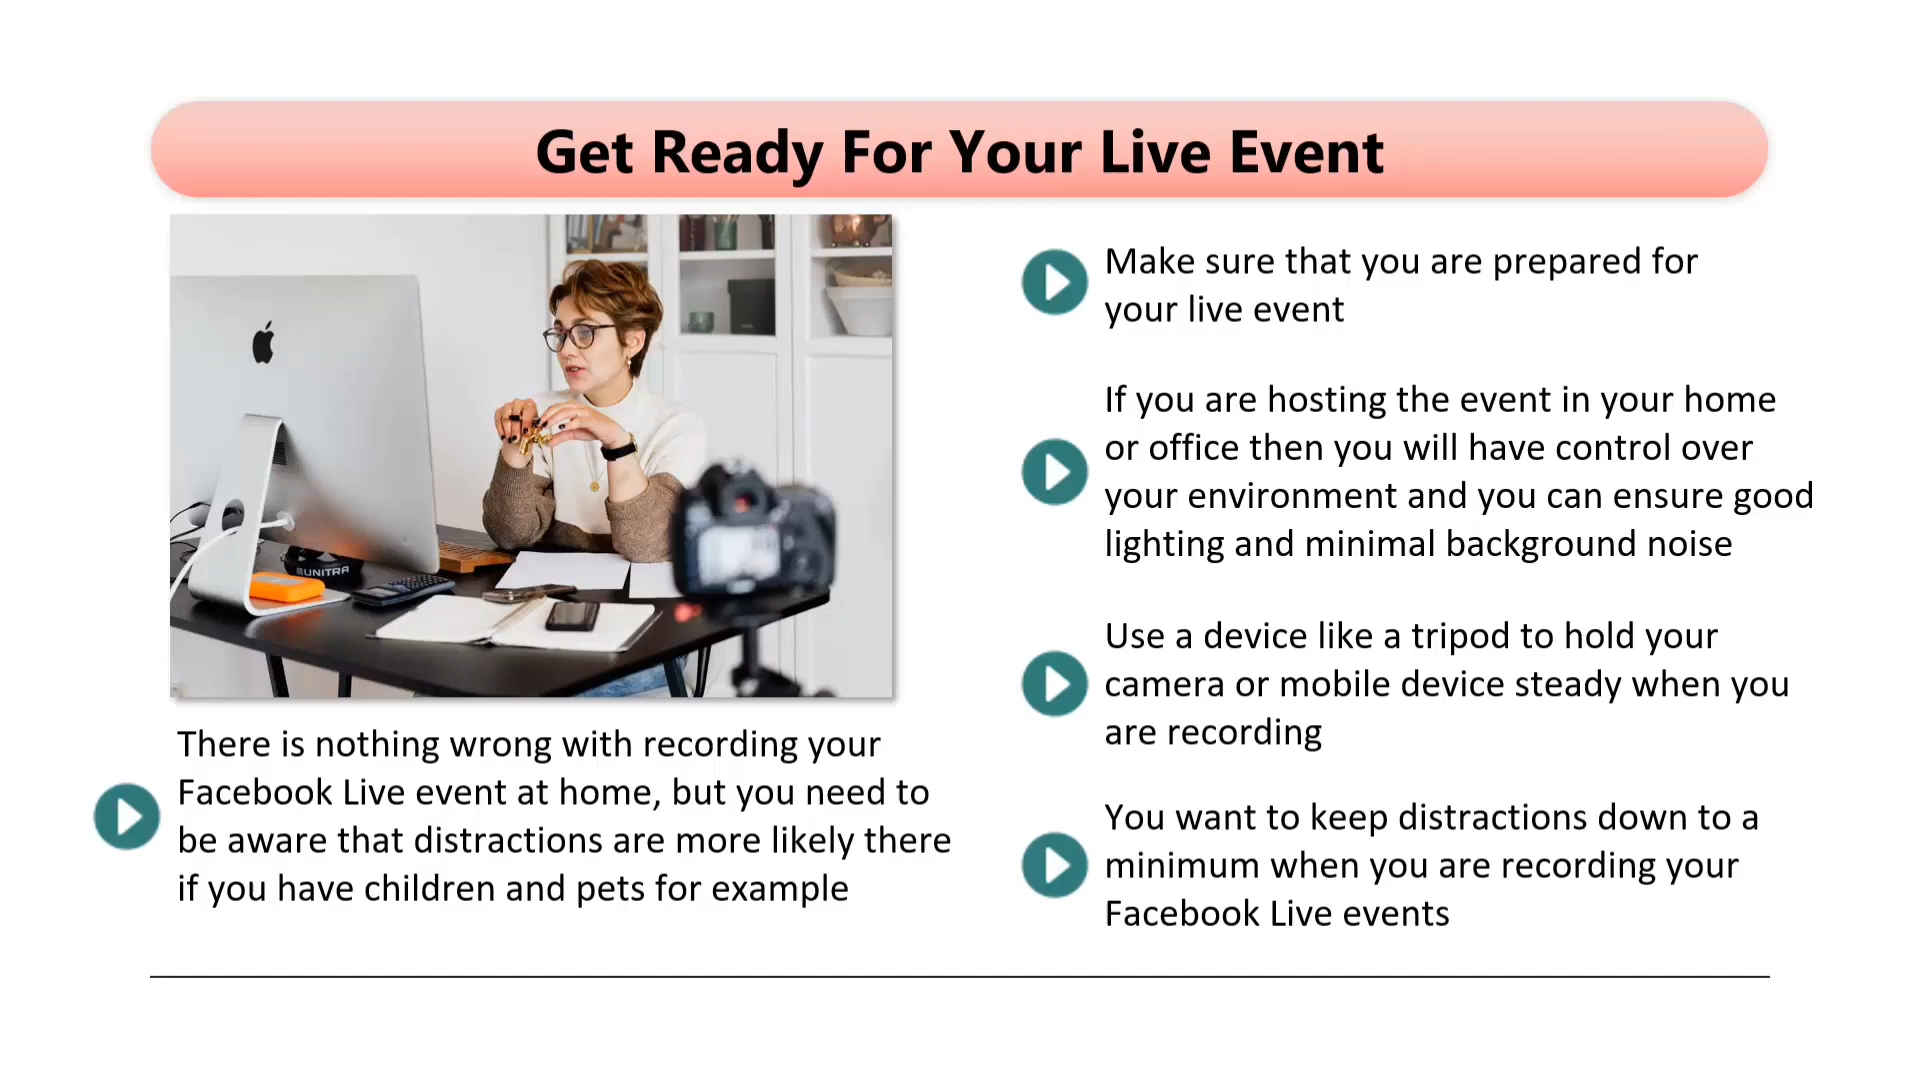 Get Ready For Your Live Event
UNITRA
Make sure that you are prepared for
your live event
If you are hosting the event in your home
or office then you will have control over
your environment and you can ensure good
lighting and minimal background noise
Use a device like a tripod to hold your
camera or mobile device steady when you
are recording
You want to keep distractions down to a
minimum when you are recording your
Facebook Live events
There is nothing wrong with recording your
Facebook Live event at home, but you need to
be aware that distractions are more likely there
if you have children and pets for example